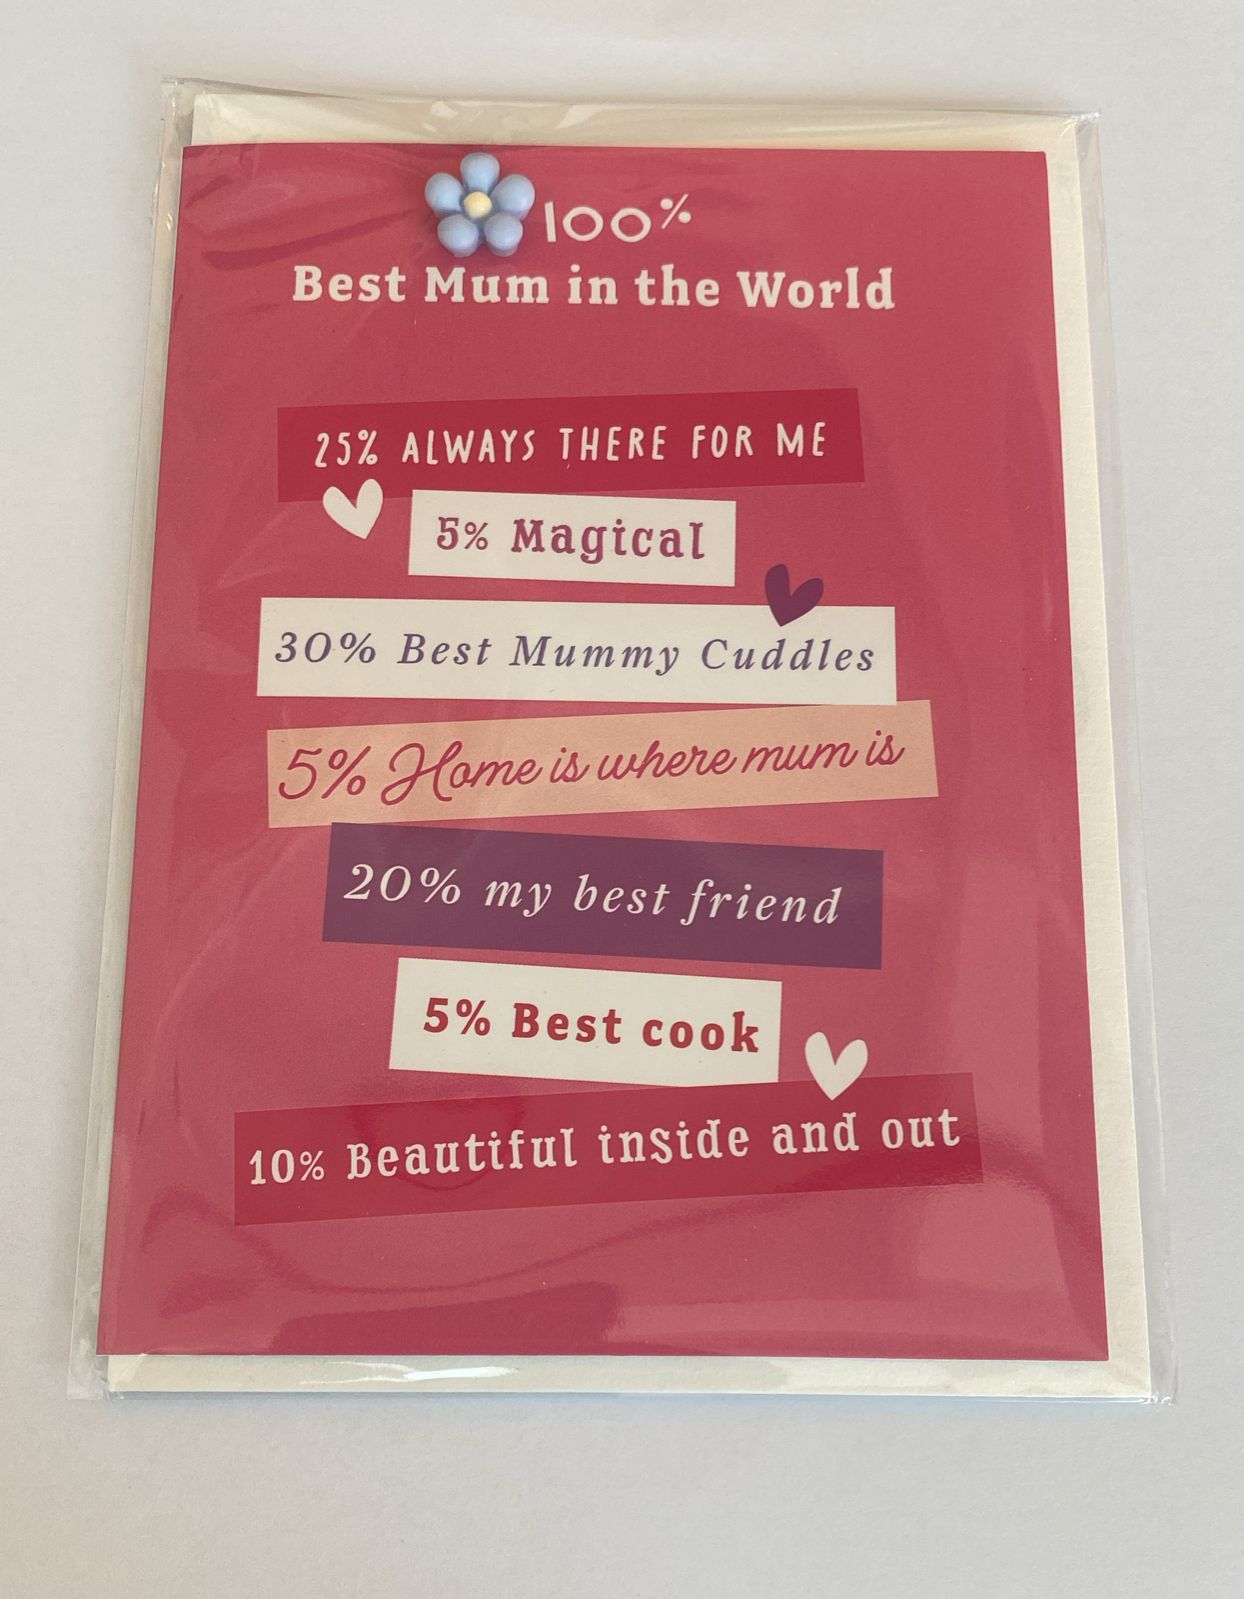 100%
Best Mum in the World
25% ALWAYS THERE FOR ME
5% Magical
30% Best Mummy Cuddles
5% Home is where mum is
20% my best friend
5% Best cook
10% Beautiful inside and out